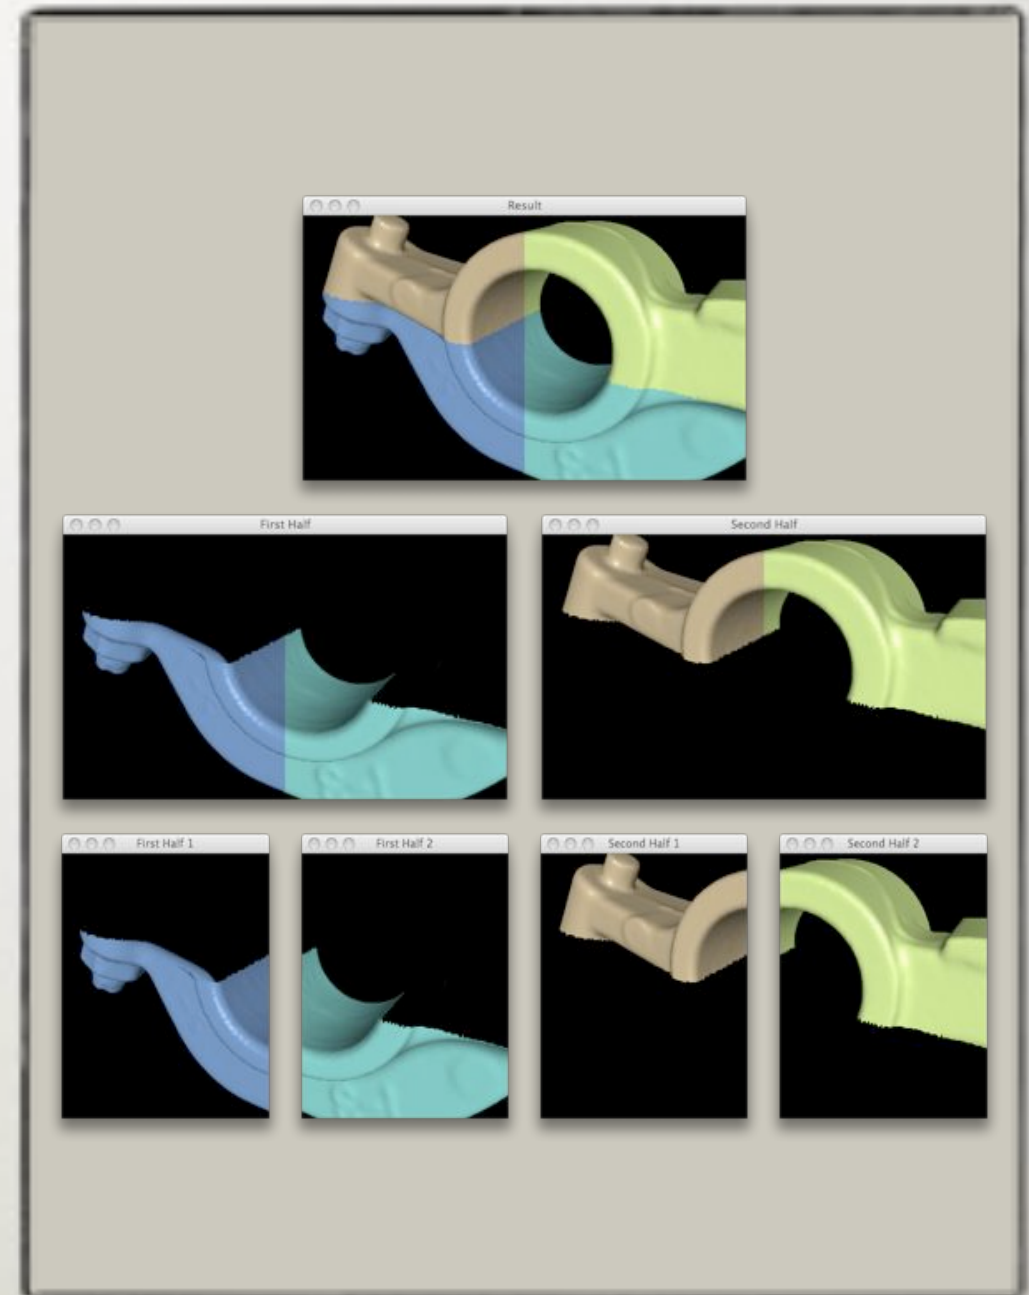 Result
First Half
Second Half
First Half 1
First Half 2
Second Half 1
Second Half 2